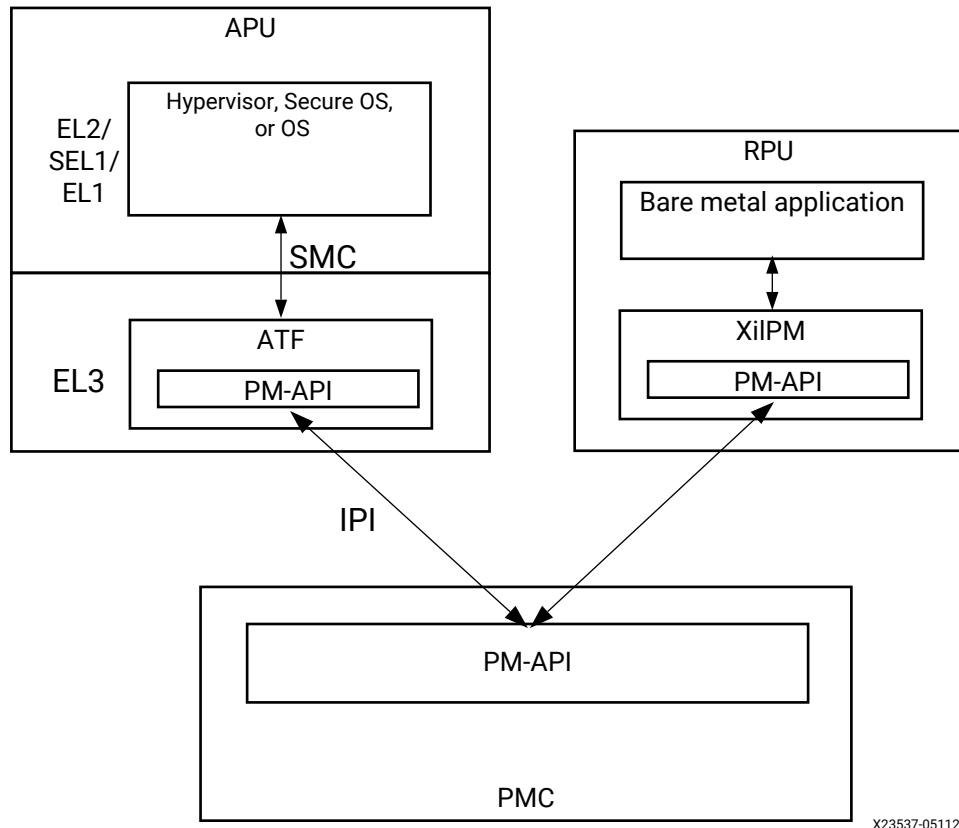 APU
Hypervisor, Secure OS,
or OS
EL2/
SEL1/
EL1
SMC
ATF
PM-API
EL3
RPU
Bare metal application
XilPM
PM-API
IPI
PM-API
PMC
X23537-05112